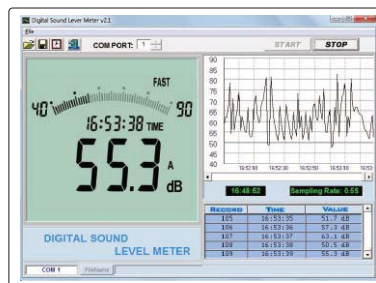 Digital Sound Lever Meter v2.1
File
COM PORT: 1
START
STOP
FAST
40
90
16:53:38 TIME
55.3 A
dB
DIGITAL SOUND
LEVEL METER
COM 1
90
85
80
75
70
65
60
55
50
45
40
16:48:52
Sampling Rate: 0.5S
RECORD TIME VALUE
105 16:53:35 51.7 dB
106 16:53:36 57.3 dB
107 16:53:37 63.1 dB
108 16:53:38 50.5 dB
109 16:53:39 55.3 dB